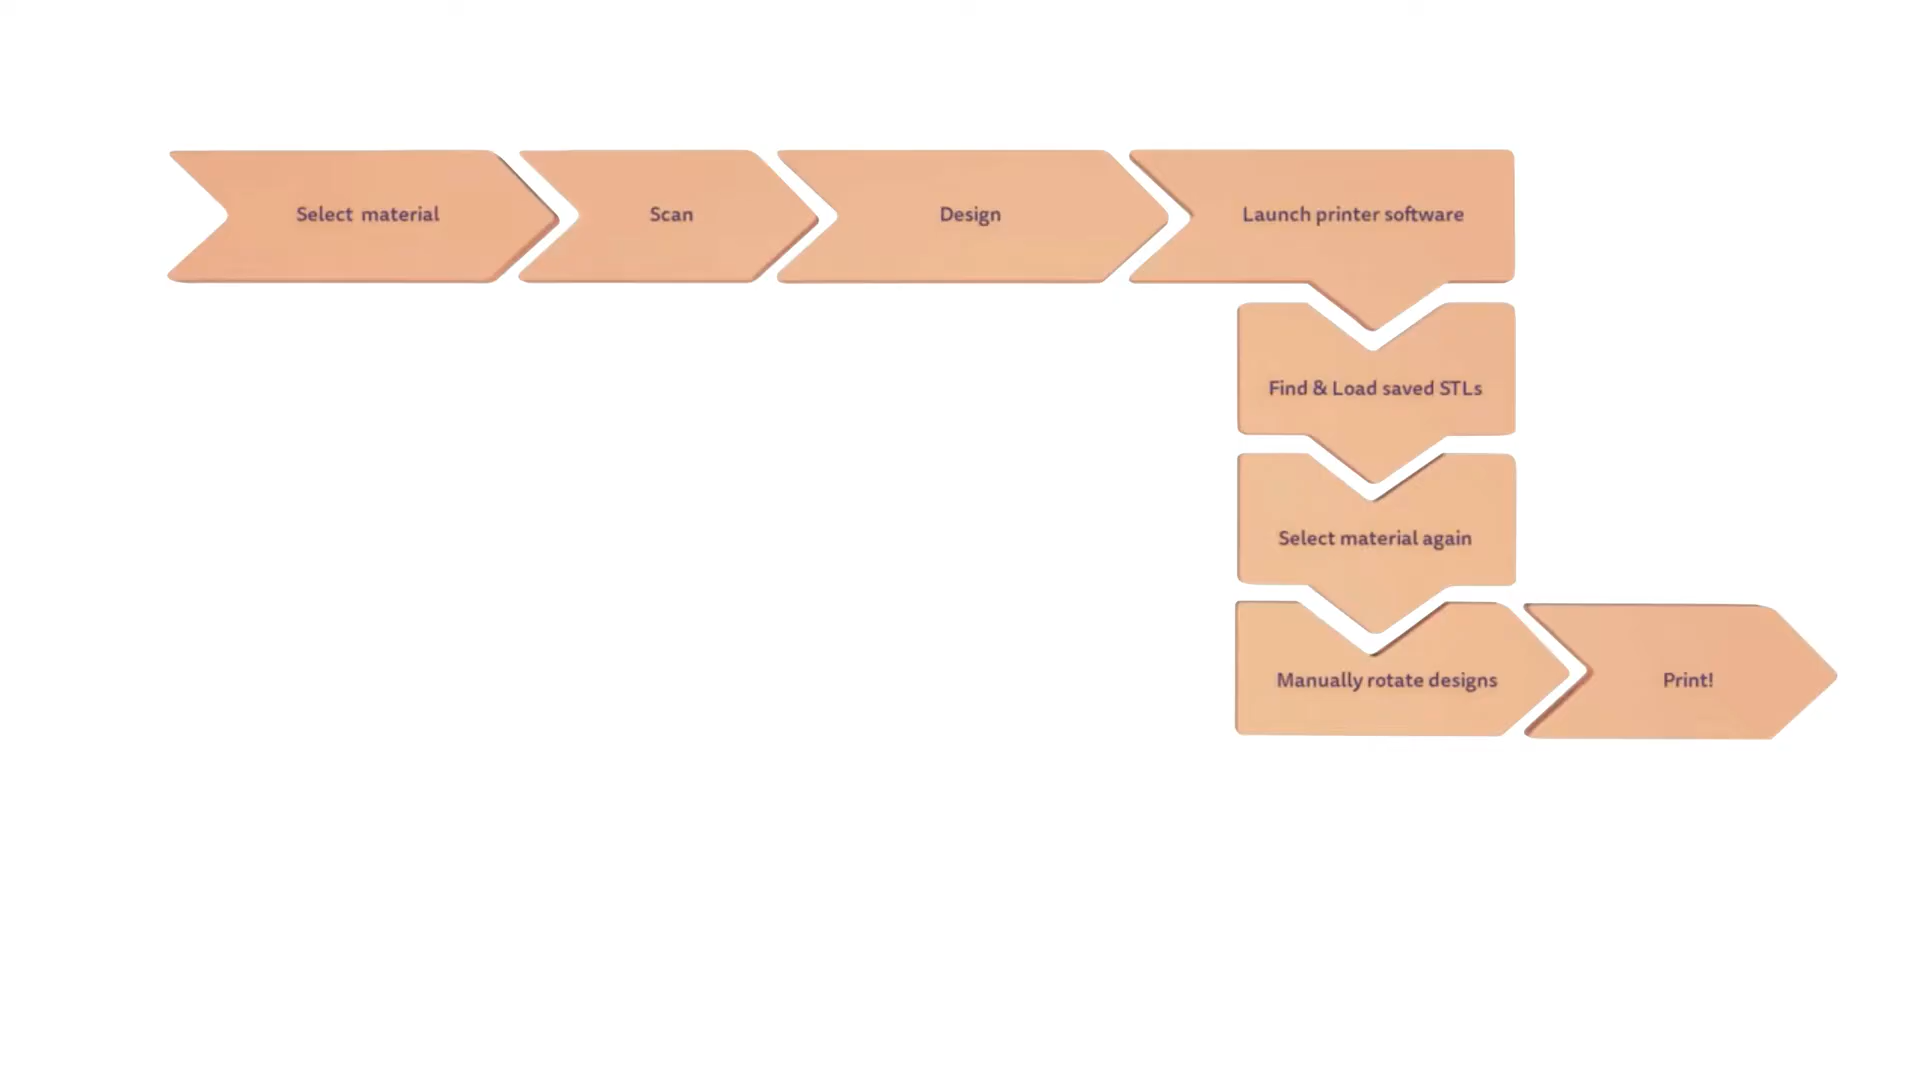 Select material
Scan
Design
Launch printer software
Find & Load saved STLs
Select material again
Manually rotate designs
Print!